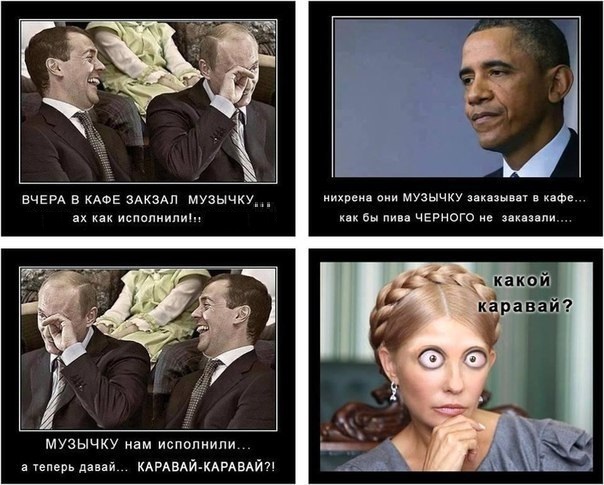 ВЧЕРА В КАФЕ ЗАКЗАЛ МУЗЫЧКУ,,,
ах как исполнили!!!
нихрена они МУЗЫЧКУ заказыват в кафе...
как бы пива ЧЕРНОГО не заказали....
МУЗЫЧКУ нам исполнили...
а теперь давай... КАРАВАЙ-КАРАВАЙ?!
какой
каравай?